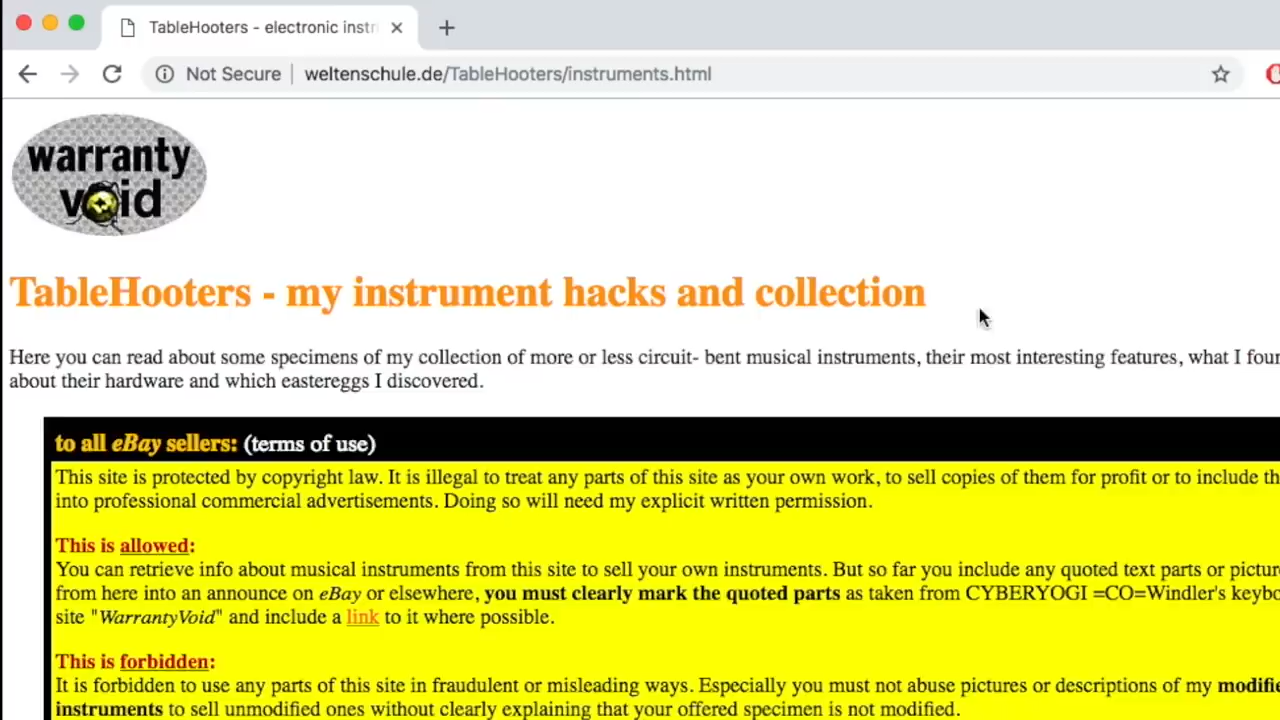 TableHooters - electronic instr
Not Secure weltenschule.de/TableHooters/instruments.html
warranty
void
TableHooters - my instrument hacks and collection
Here you can read about some specimens of my collection of more or less circuit- bent musical instruments, their most interesting features, what I foun
about their hardware and which eastereggs I discovered.
to all eBay sellers: (terms of use)
This site is protected by copyright law. It is illegal to treat any parts of this site as your own work, to sell copies of them for profit or to include th
into professional commercial advertisements. Doing so will need my explicit written permission.
This is allowed:
You can retrieve info about musical instruments from this site to sell your own instruments. But so far you include any quoted text parts or picture
from here into an announce on eBay or elsewhere, you must clearly mark the quoted parts as taken from CYBERYOGI =CO=Windler's keybo
site "WarrantyVoid" and include a link to it where possible.
This is forbidden:
It is forbidden to use any parts of this site in fraudulent or misleading ways. Especially you must not abuse pictures or descriptions of my modifie
instruments to sell unmodified ones without clearly explaining that your offered specimen is not modified.